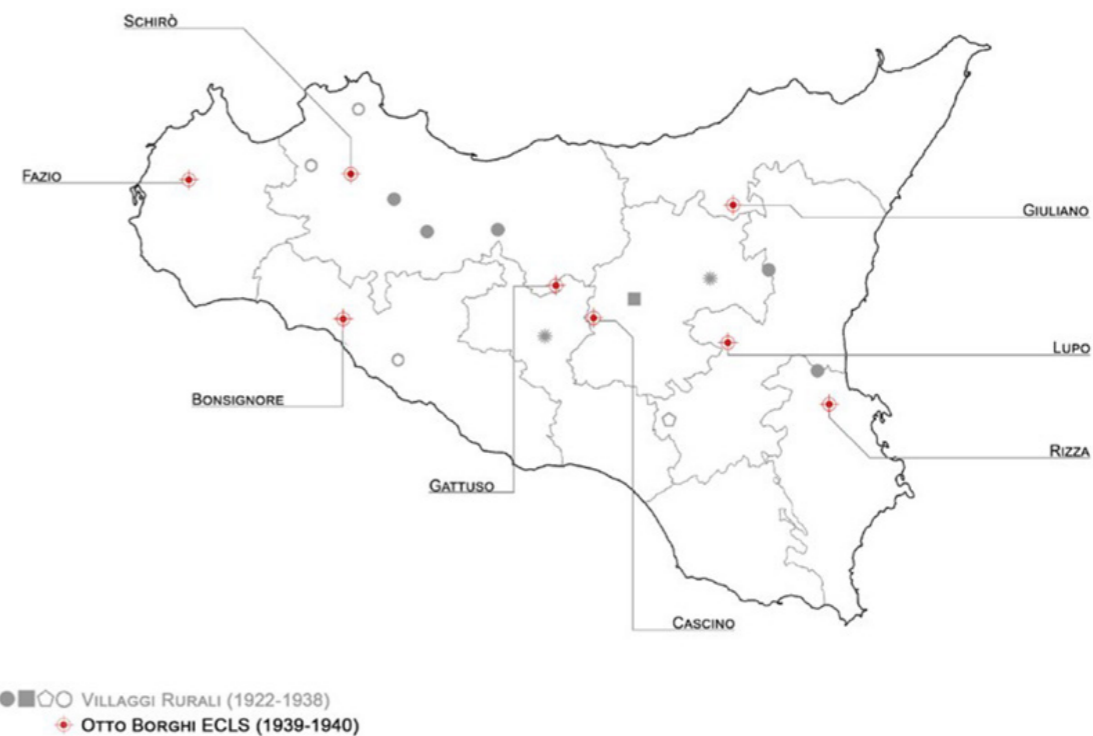 SCHIRÒ
FAZIO
GIULIANO
LUPO
BONSIGNORE
RIZZA
GATTUSO
CASCINO
VILLAGGI RURALI (1922-1938)
OTTO BORGHI ECLS (1939-1940)